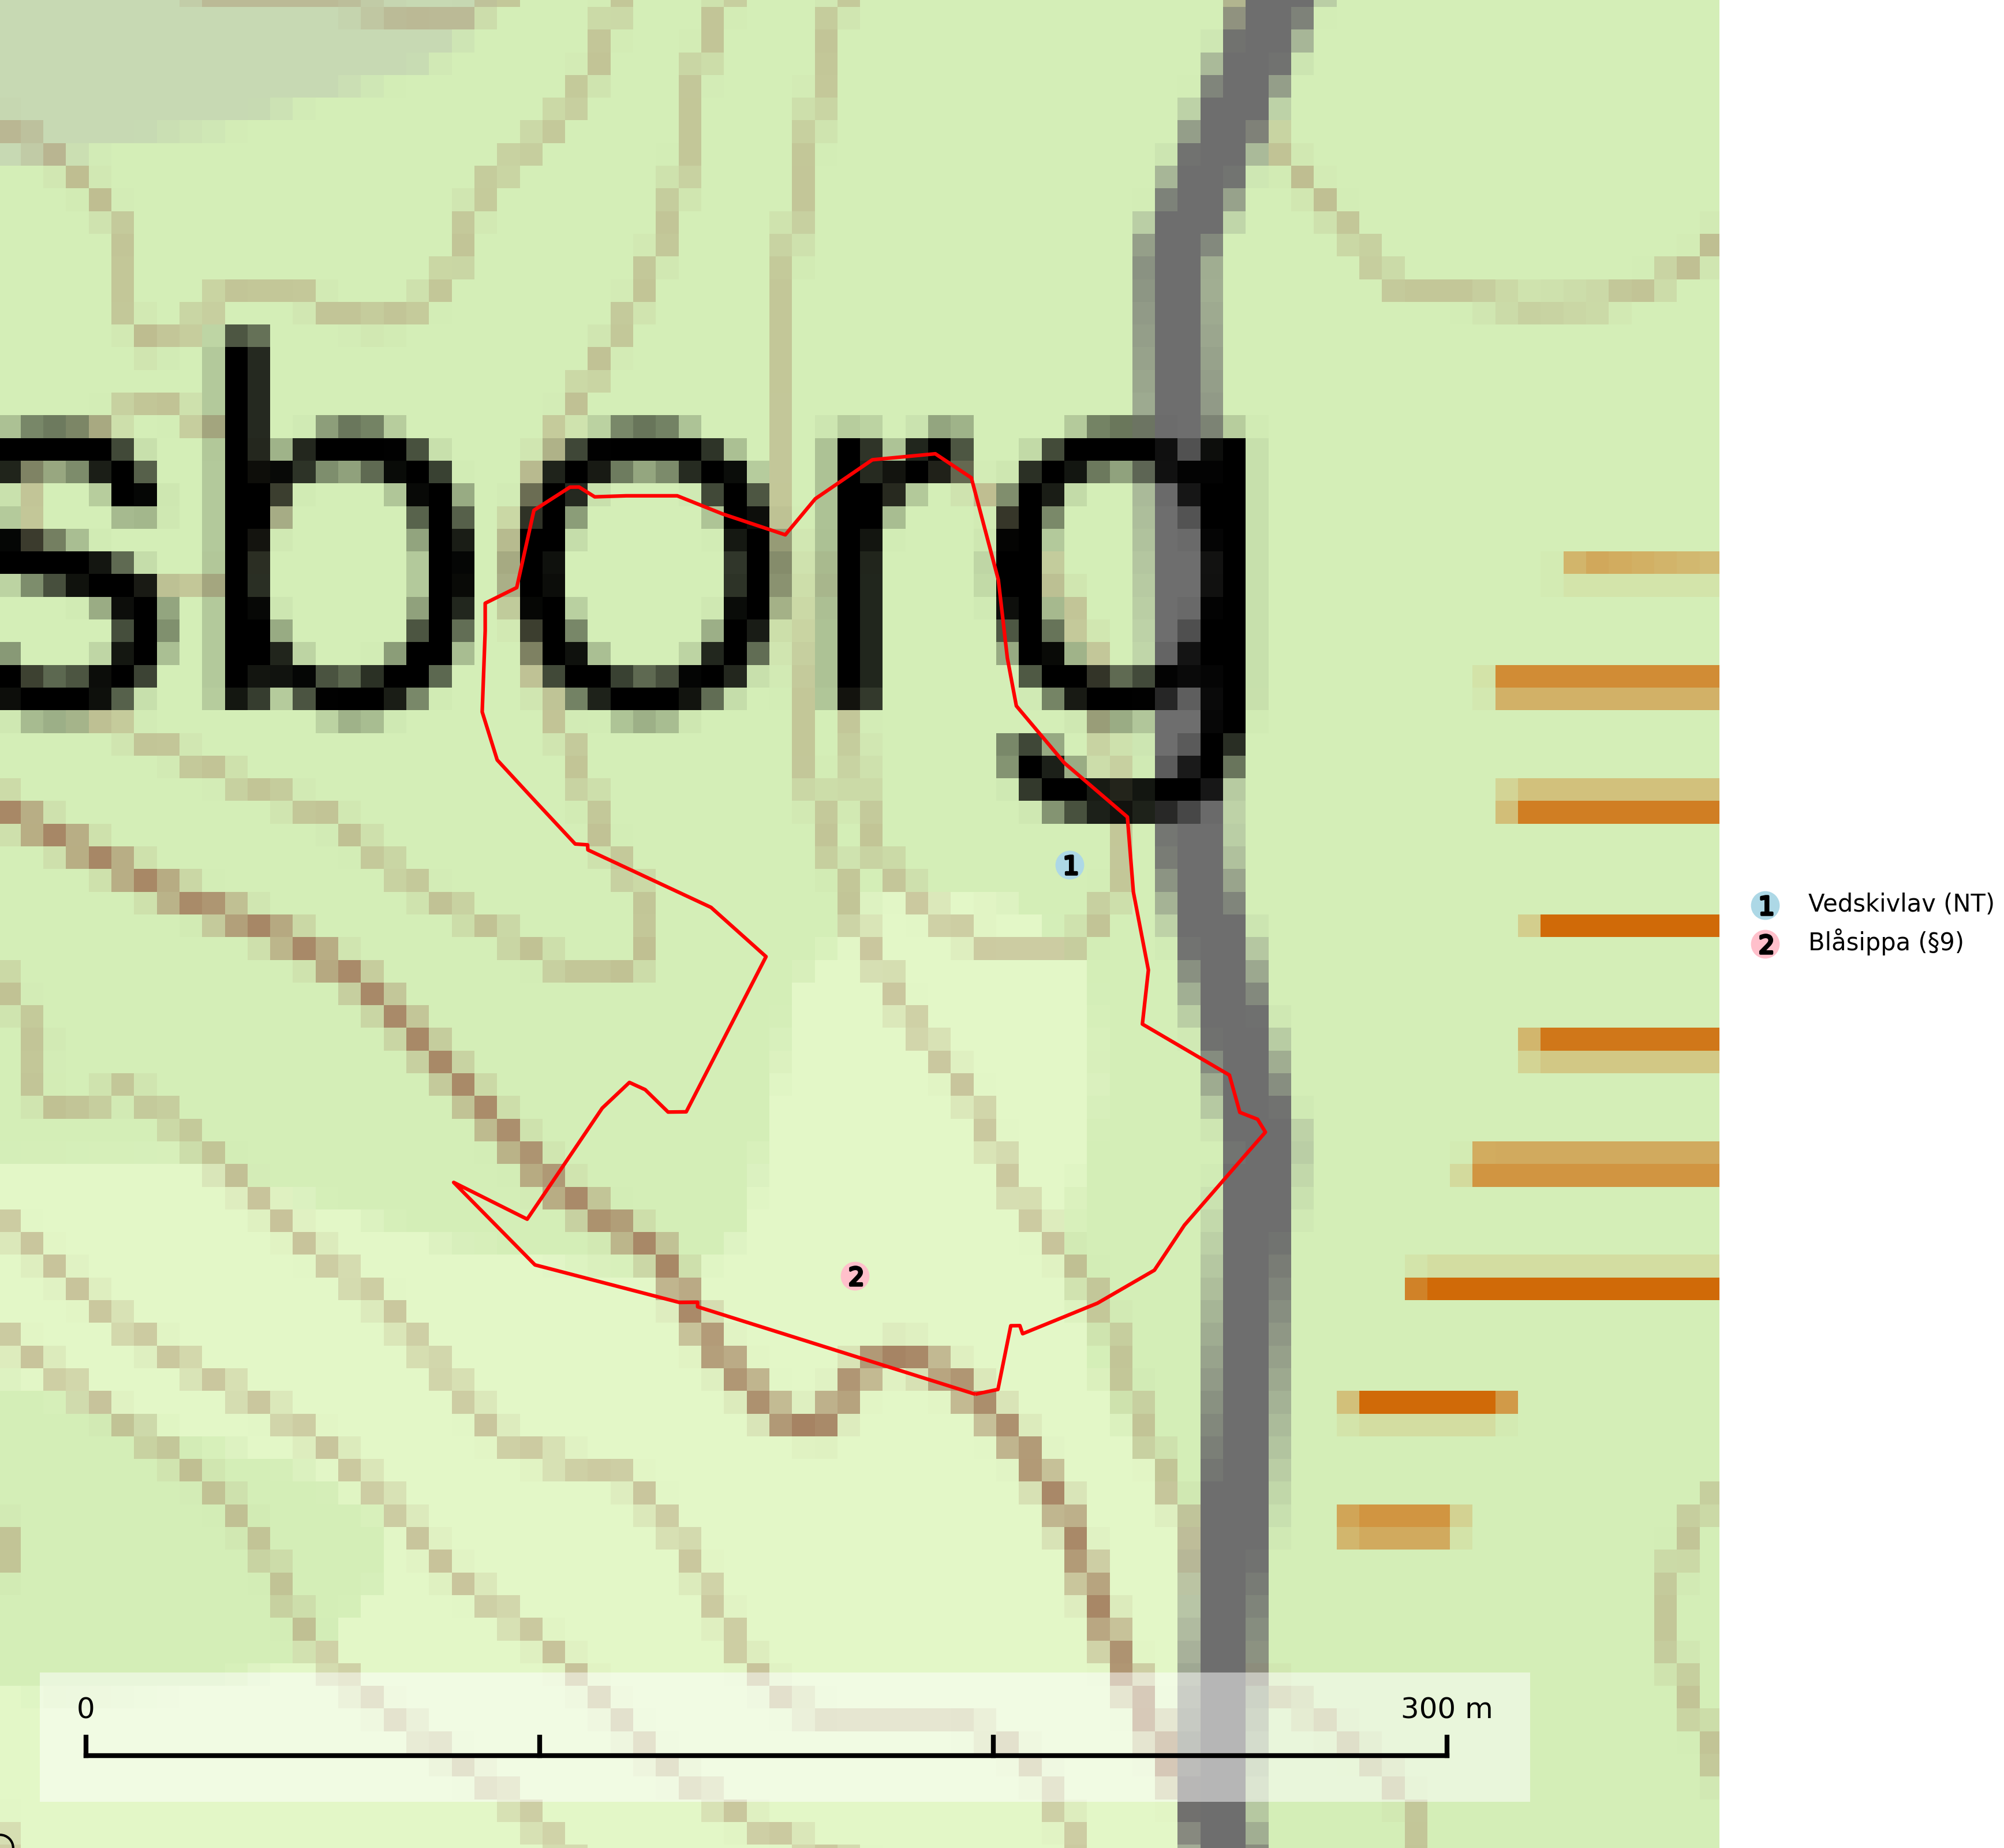 sborg
1
2
1 Vedskivlav (NT)
2 Blåsippa (§9)
0 300 m